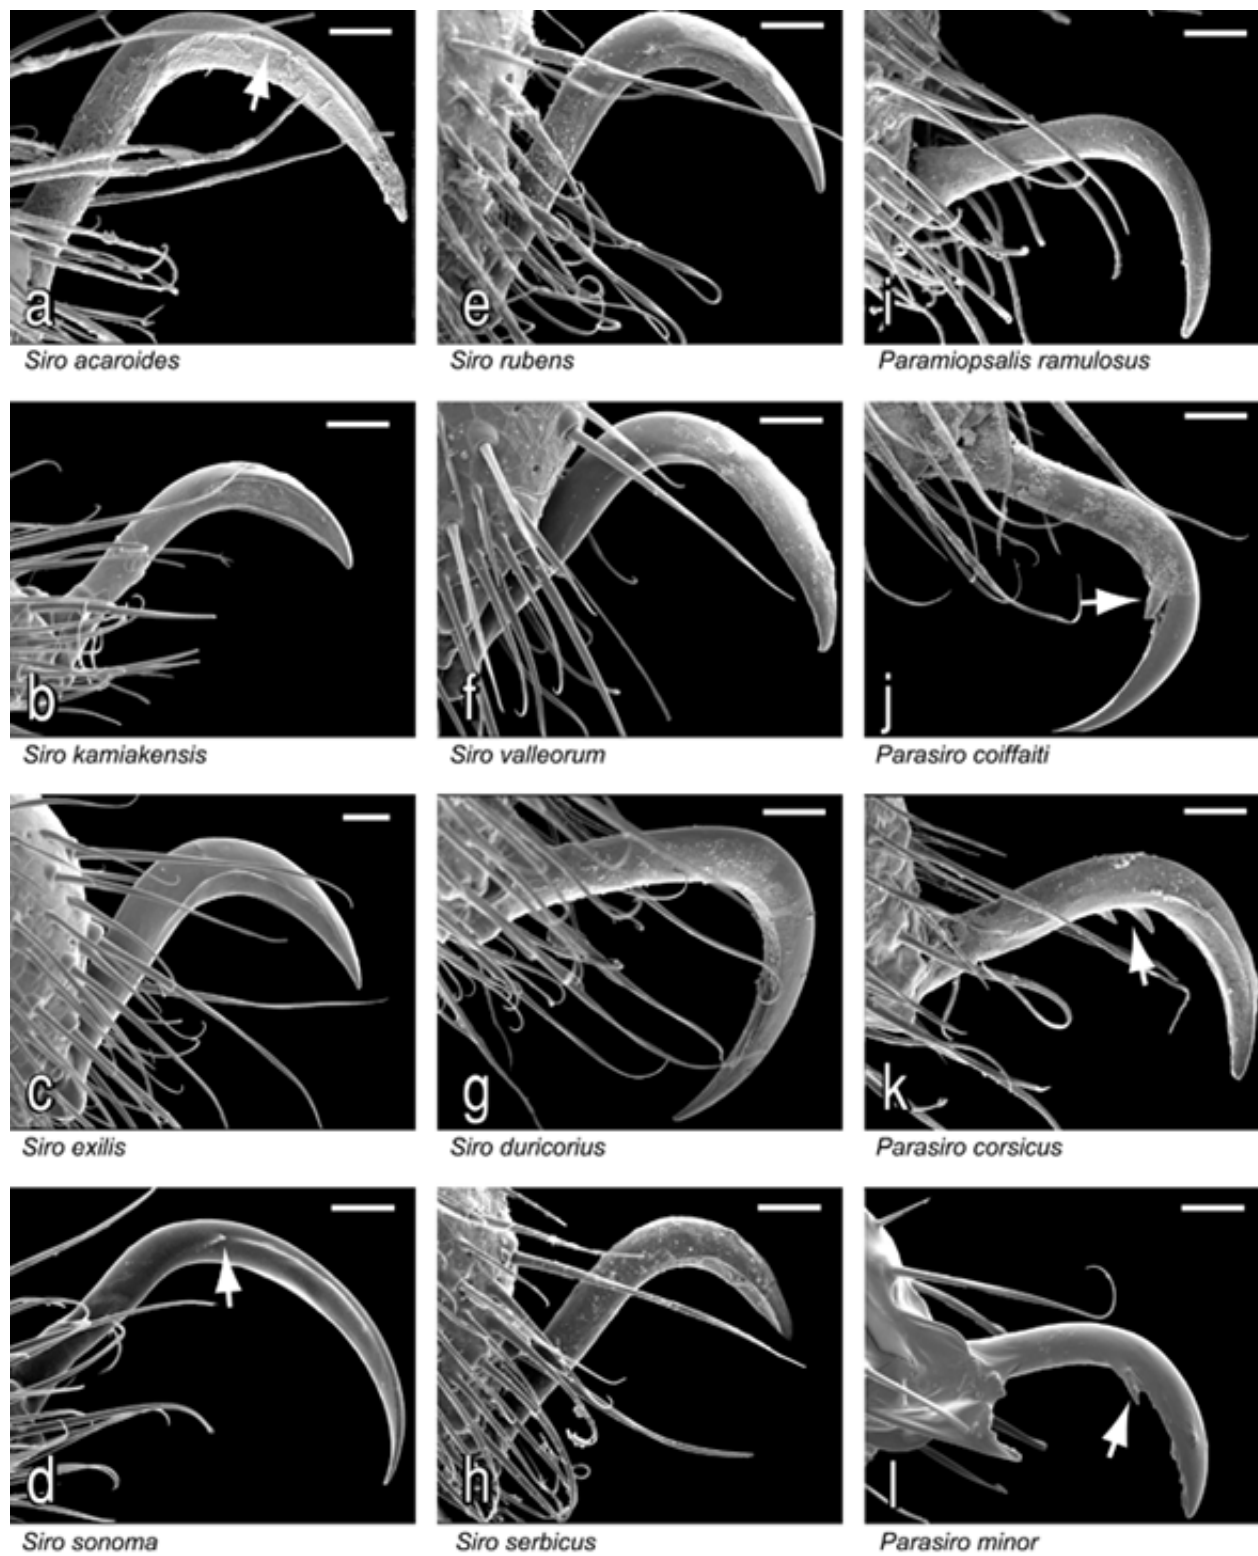 a
Siro acaroides
e
Siro rubens
i
Paramiopsalis ramulosus
b
Siro kamiakensis
f
Siro valleorum
j
Parasiro coiffaiti
c
Siro exilis
g
Siro duricorius
k
Parasiro corsicus
d
Siro sonoma
h
Siro serbicus
l
Parasiro minor